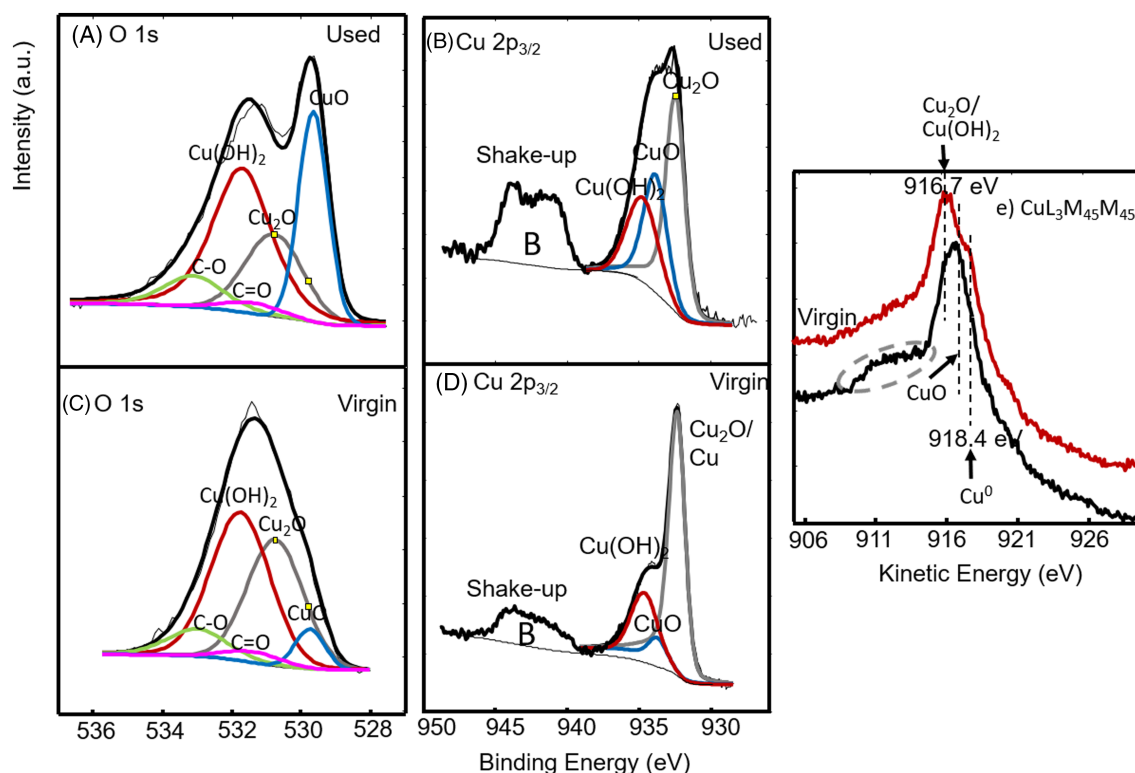 Intensity (a.u.)
(A) O 1s
Used
CuO
Cu(OH)₂
Cu₂O
C-O
C=O
(B) Cu 2p₃/₂
Used
Cu₂O
CuO
Cu(OH)₂
Shake-up
B
(C) O 1s
Virgin
Cu(OH)₂
Cu₂O
CuO
C-O
C=O
536 534 532 530 528
(D) Cu 2p₃/₂
Virgin
Cu₂O/
Cu
Cu(OH)₂
CuO
Shake-up
B
950 945 940 935 930
Binding Energy (eV)
Cu₂O/
Cu(OH)₂
916.7 eV
e) CuL₃M₄₅M₄₅
Virgin
CuO
918.4 e
Cu⁰
906 911 916 921 926
Kinetic Energy (eV)